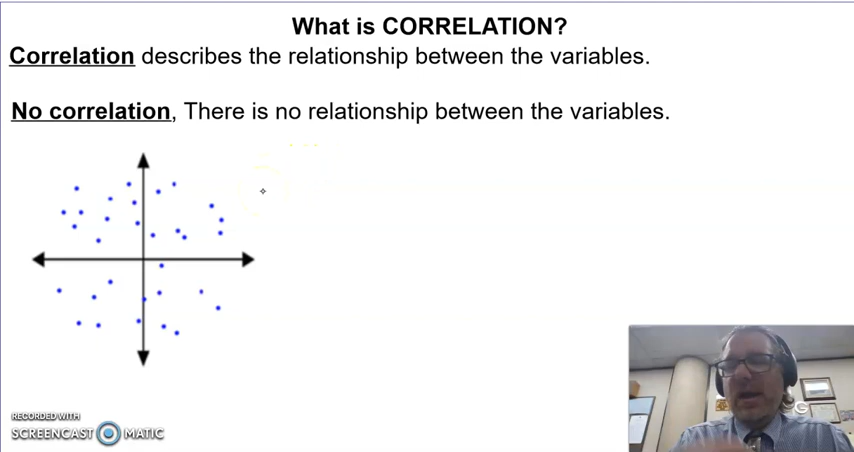 What is CORRELATION?
Correlation describes the relationship between the variables.
No correlation, There is no relationship between the variables.
RECORDED WITH
SCREENCAST MATIC